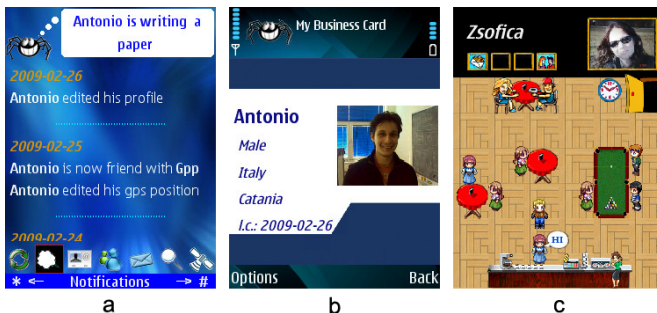 Antonio is writing a
paper
2009-02-26
Antonio edited his profile
2009-02-25
Antonio is now friend with Gpp
Antonio edited his gps position
2009-02-24
* <— Notifications —> #
a
My Business Card
Antonio
Male
Italy
Catania
l.c.: 2009-02-26
Options Back
b
Zsofica
HI
c